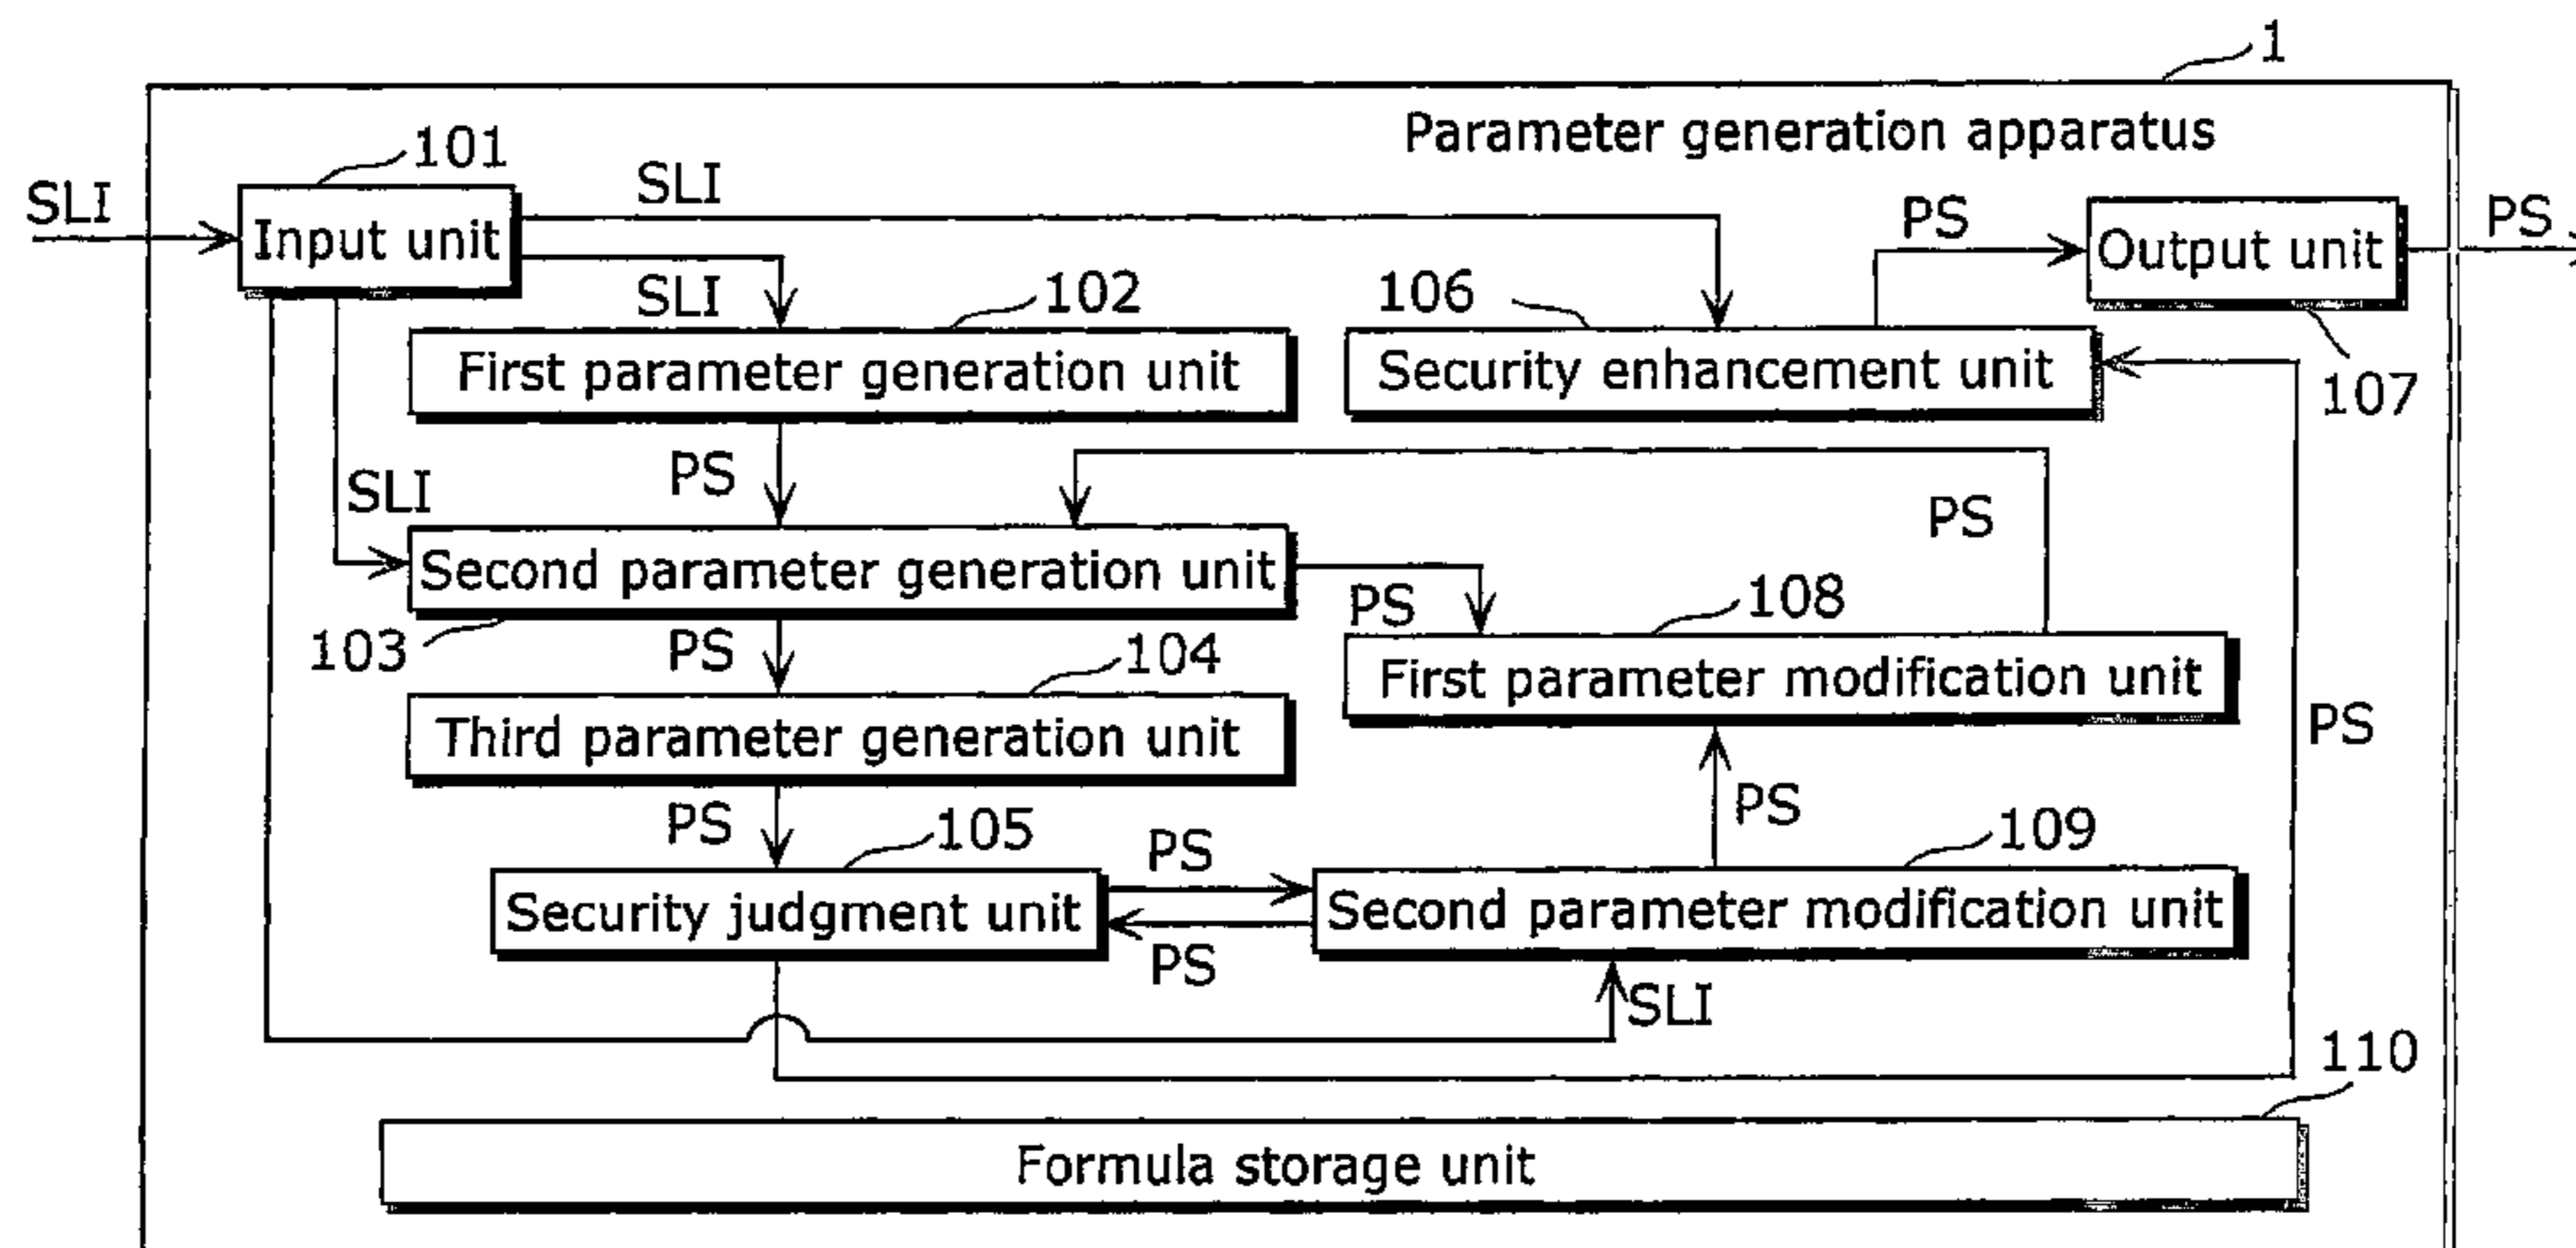 1
Parameter generation apparatus
101
SLI
SLI
PS
PS
Input unit
Output unit
SLI
102
106
107
First parameter generation unit
Security enhancement unit
PS
SLI
PS
Second parameter generation unit
PS
108
103
PS
104
First parameter modification unit
PS
Third parameter generation unit
PS
PS
105
PS
109
Security judgment unit
Second parameter modification unit
PS
SLI
110
Formula storage unit